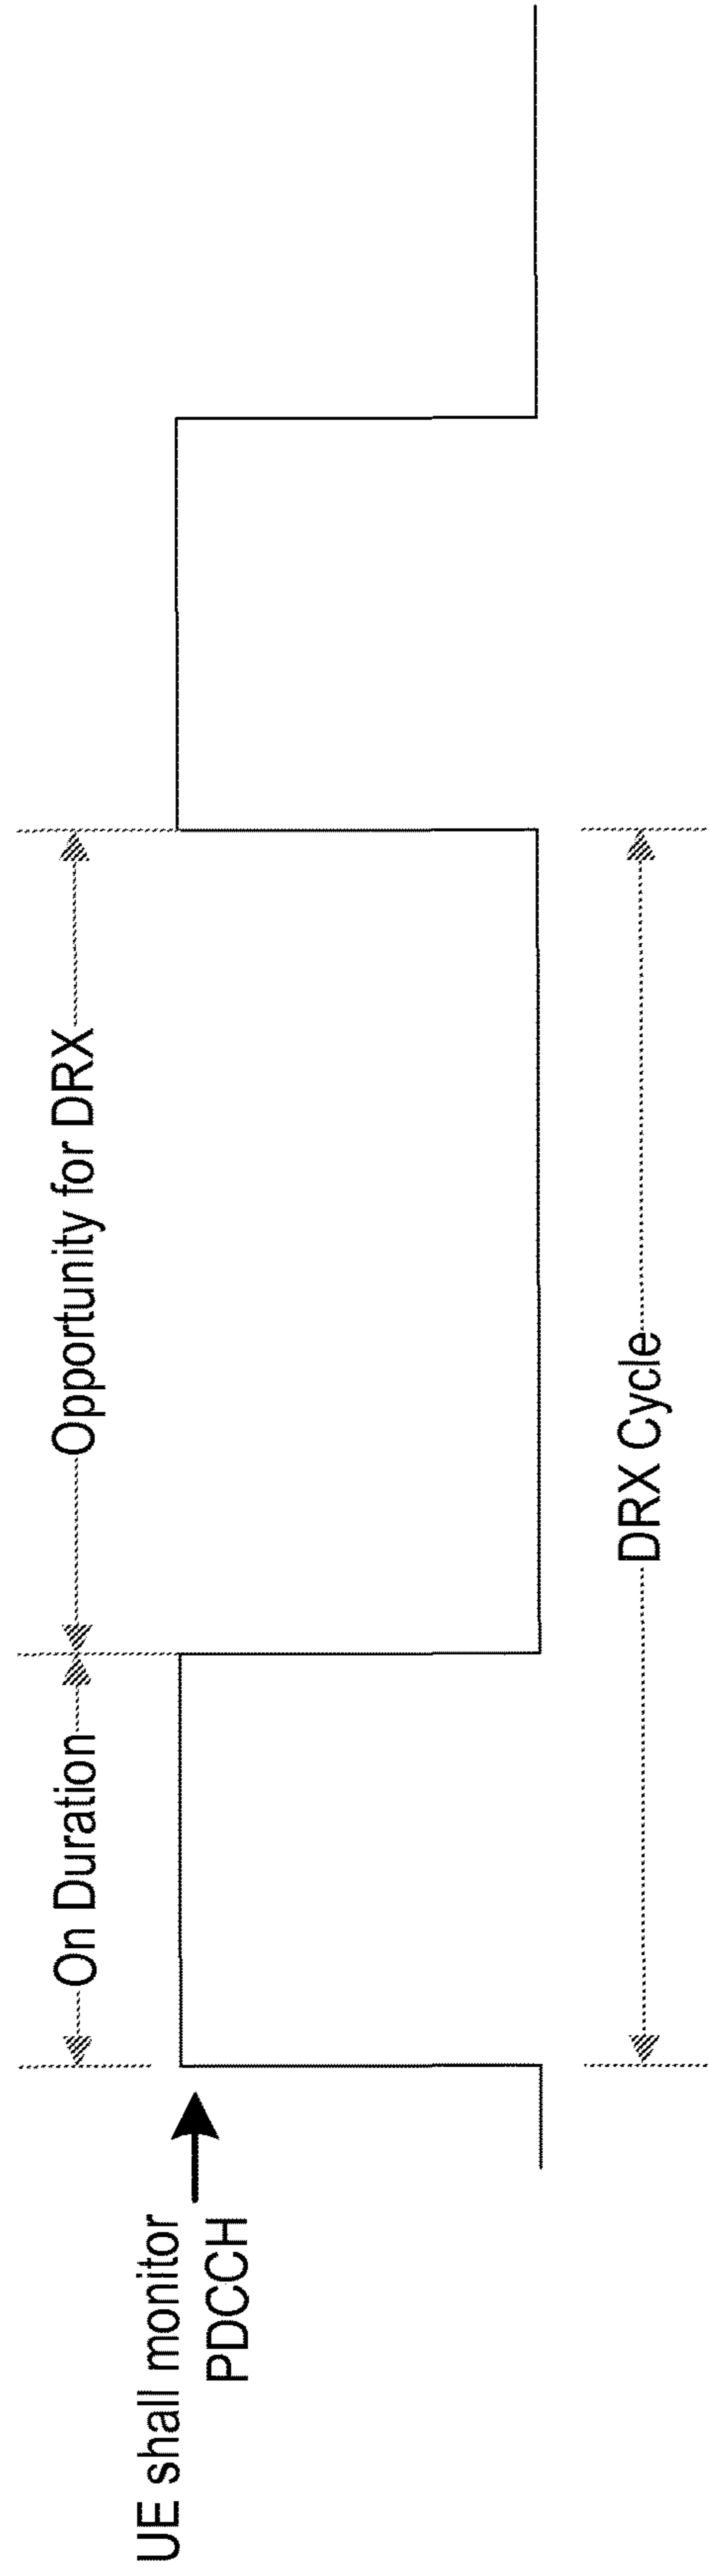 On Duration
Opportunity for DRX
UE shall monitor
PDCCH
DRX Cycle